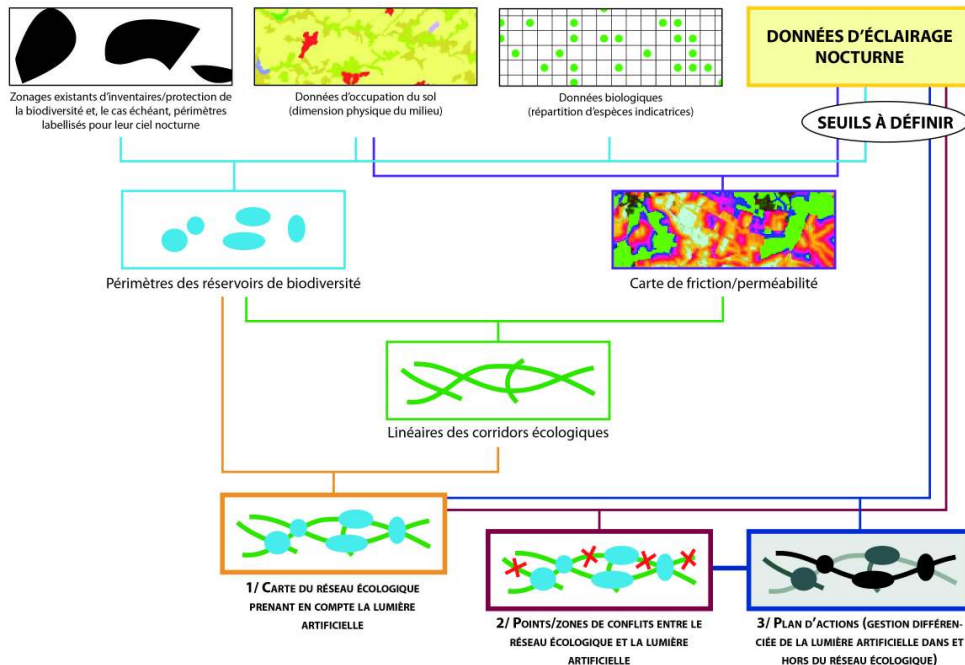 DONNÉES D'ÉCLAIRAGE
NOCTURNE
Zonages existants d'inventaires/protection de
la biodiversité et, le cas échéant, périmètres
labellisés pour leur ciel nocturne
Données d'occupation du sol
(dimension physique du milieu)
Données biologiques
(répartition d'espèces indicatrices)
SEUILS À DÉFINIR
Périmètres des réservoirs de biodiversité
Carte de friction/perméabilité
Linéaires des corridors écologiques
1/ CARTE DU RÉSEAU ÉCOLOGIQUE
PRENANT EN COMPTE LA LUMIÈRE
ARTIFICIELLE
2/ POINTS/ZONES DE CONFLITS ENTRE LE
RÉSEAU ÉCOLOGIQUE ET LA LUMIÈRE
ARTIFICIELLE
3/ PLAN D'ACTIONS (GESTION DIFFÉREN-
CIÉE DE LA LUMIÈRE ARTIFICIELLE DANS ET
HORS DU RÉSEAU ÉCOLOGIQUE)